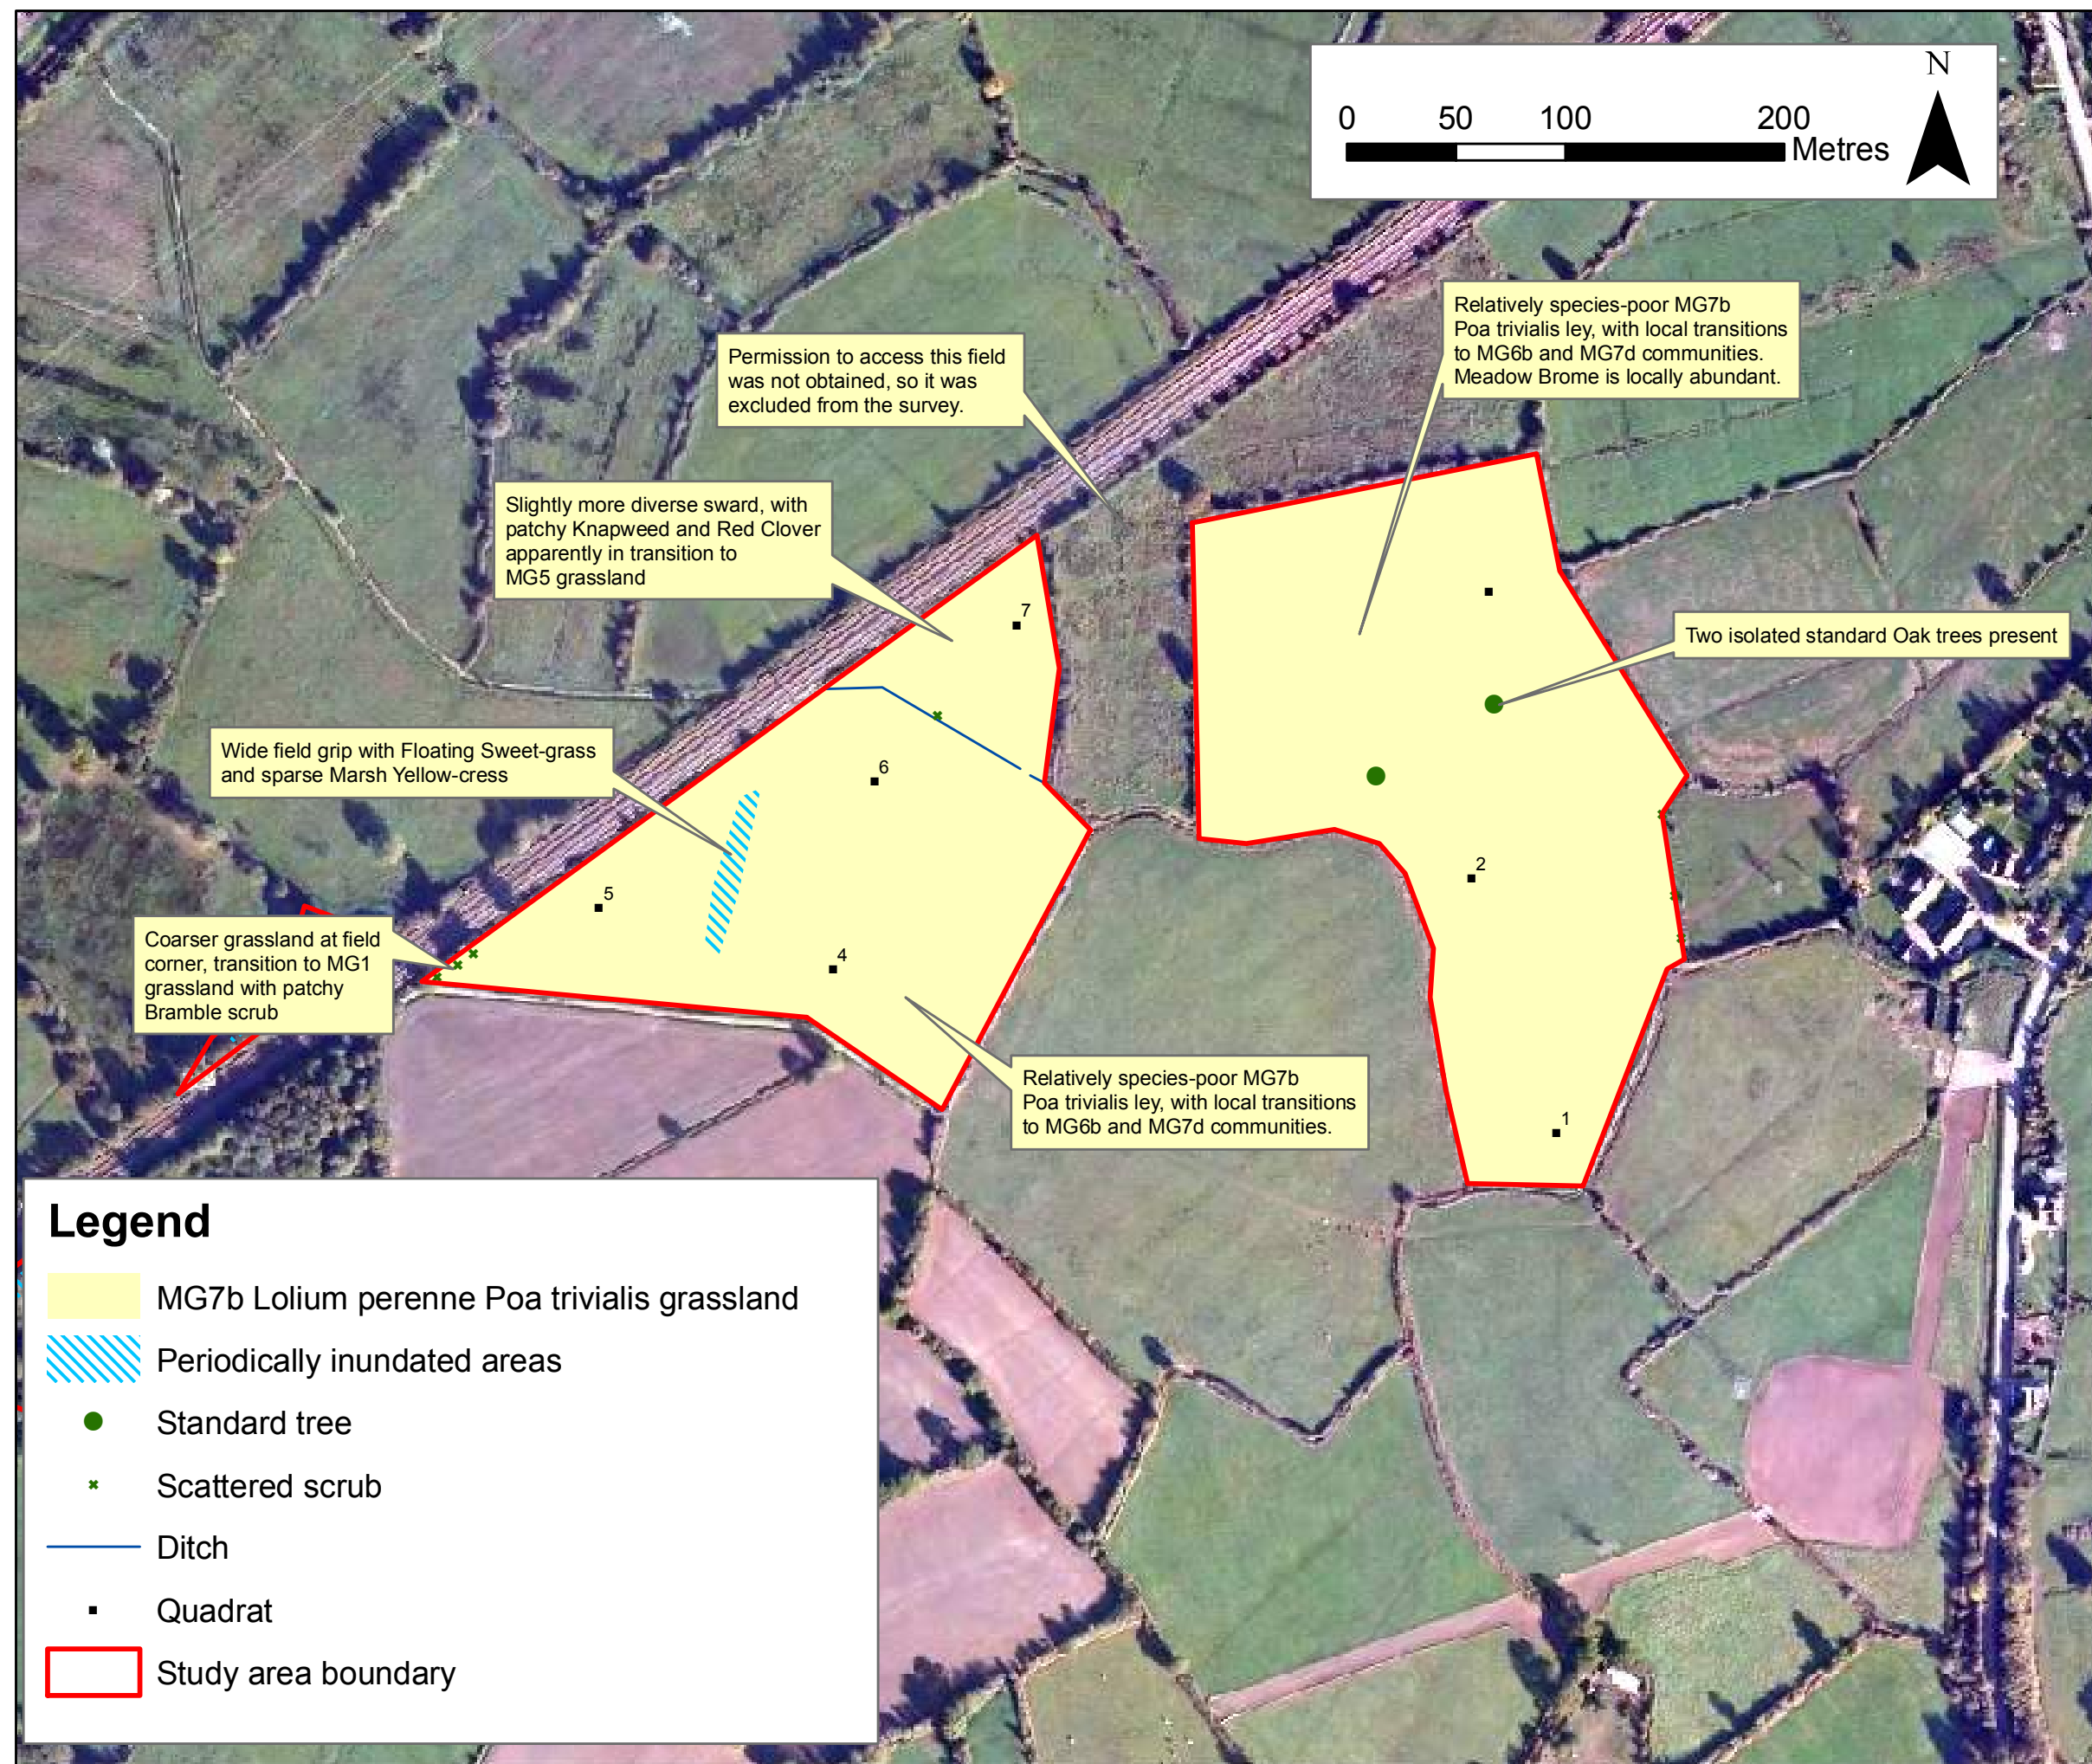 N
0 50 100 200
Metres
Relatively species-poor MG7b
Poa trivialis ley, with local transitions
to MG6b and MG7d communities.
Meadow Brome is locally abundant.
Permission to access this field
was not obtained, so it was
excluded from the survey.
Slightly more diverse sward, with
patchy Knapweed and Red Clover
apparently in transition to
MG5 grassland
7
Two isolated standard Oak trees present
Wide field grip with Floating Sweet-grass
and sparse Marsh Yellow-cress
6
2
5
Coarser grassland at field
corner, transition to MG1
grassland with patchy
Bramble scrub
4
Relatively species-poor MG7b
Poa trivialis ley, with local transitions
to MG6b and MG7d communities.
1
Legend
MG7b Lolium perenne Poa trivialis grassland
Periodically inundated areas
Standard tree
Scattered scrub
Ditch
Quadrat
Study area boundary